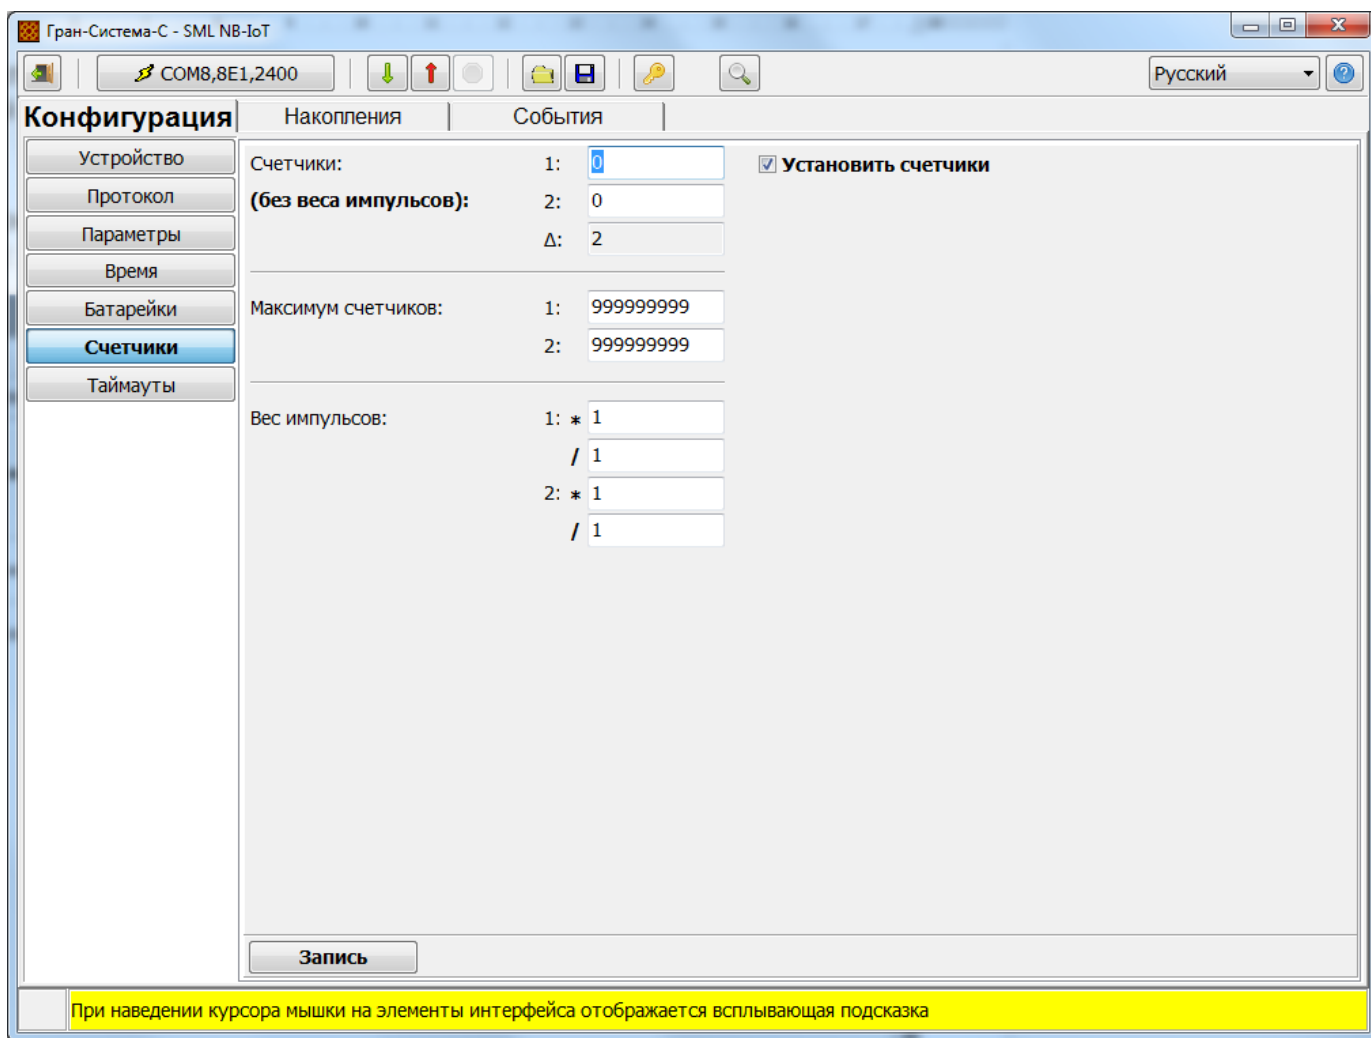 Гран-Система-С - SML NB-IoT
COM8,8E1,2400
Русский
Конфигурация Накопления События
Устройство
Протокол
Параметры
Время
Батарейки
Счетчики
Таймауты
Счетчики: 1: 0
(без веса импульсов): 2: 0
Δ: 2
Установить счетчики
Максимум счетчиков: 1: 999999999
2: 999999999
Вес импульсов: 1: * 1
/ 1
2: * 1
/ 1
Запись
При наведении курсора мышки на элементы интерфейса отображается всплывающая подсказка